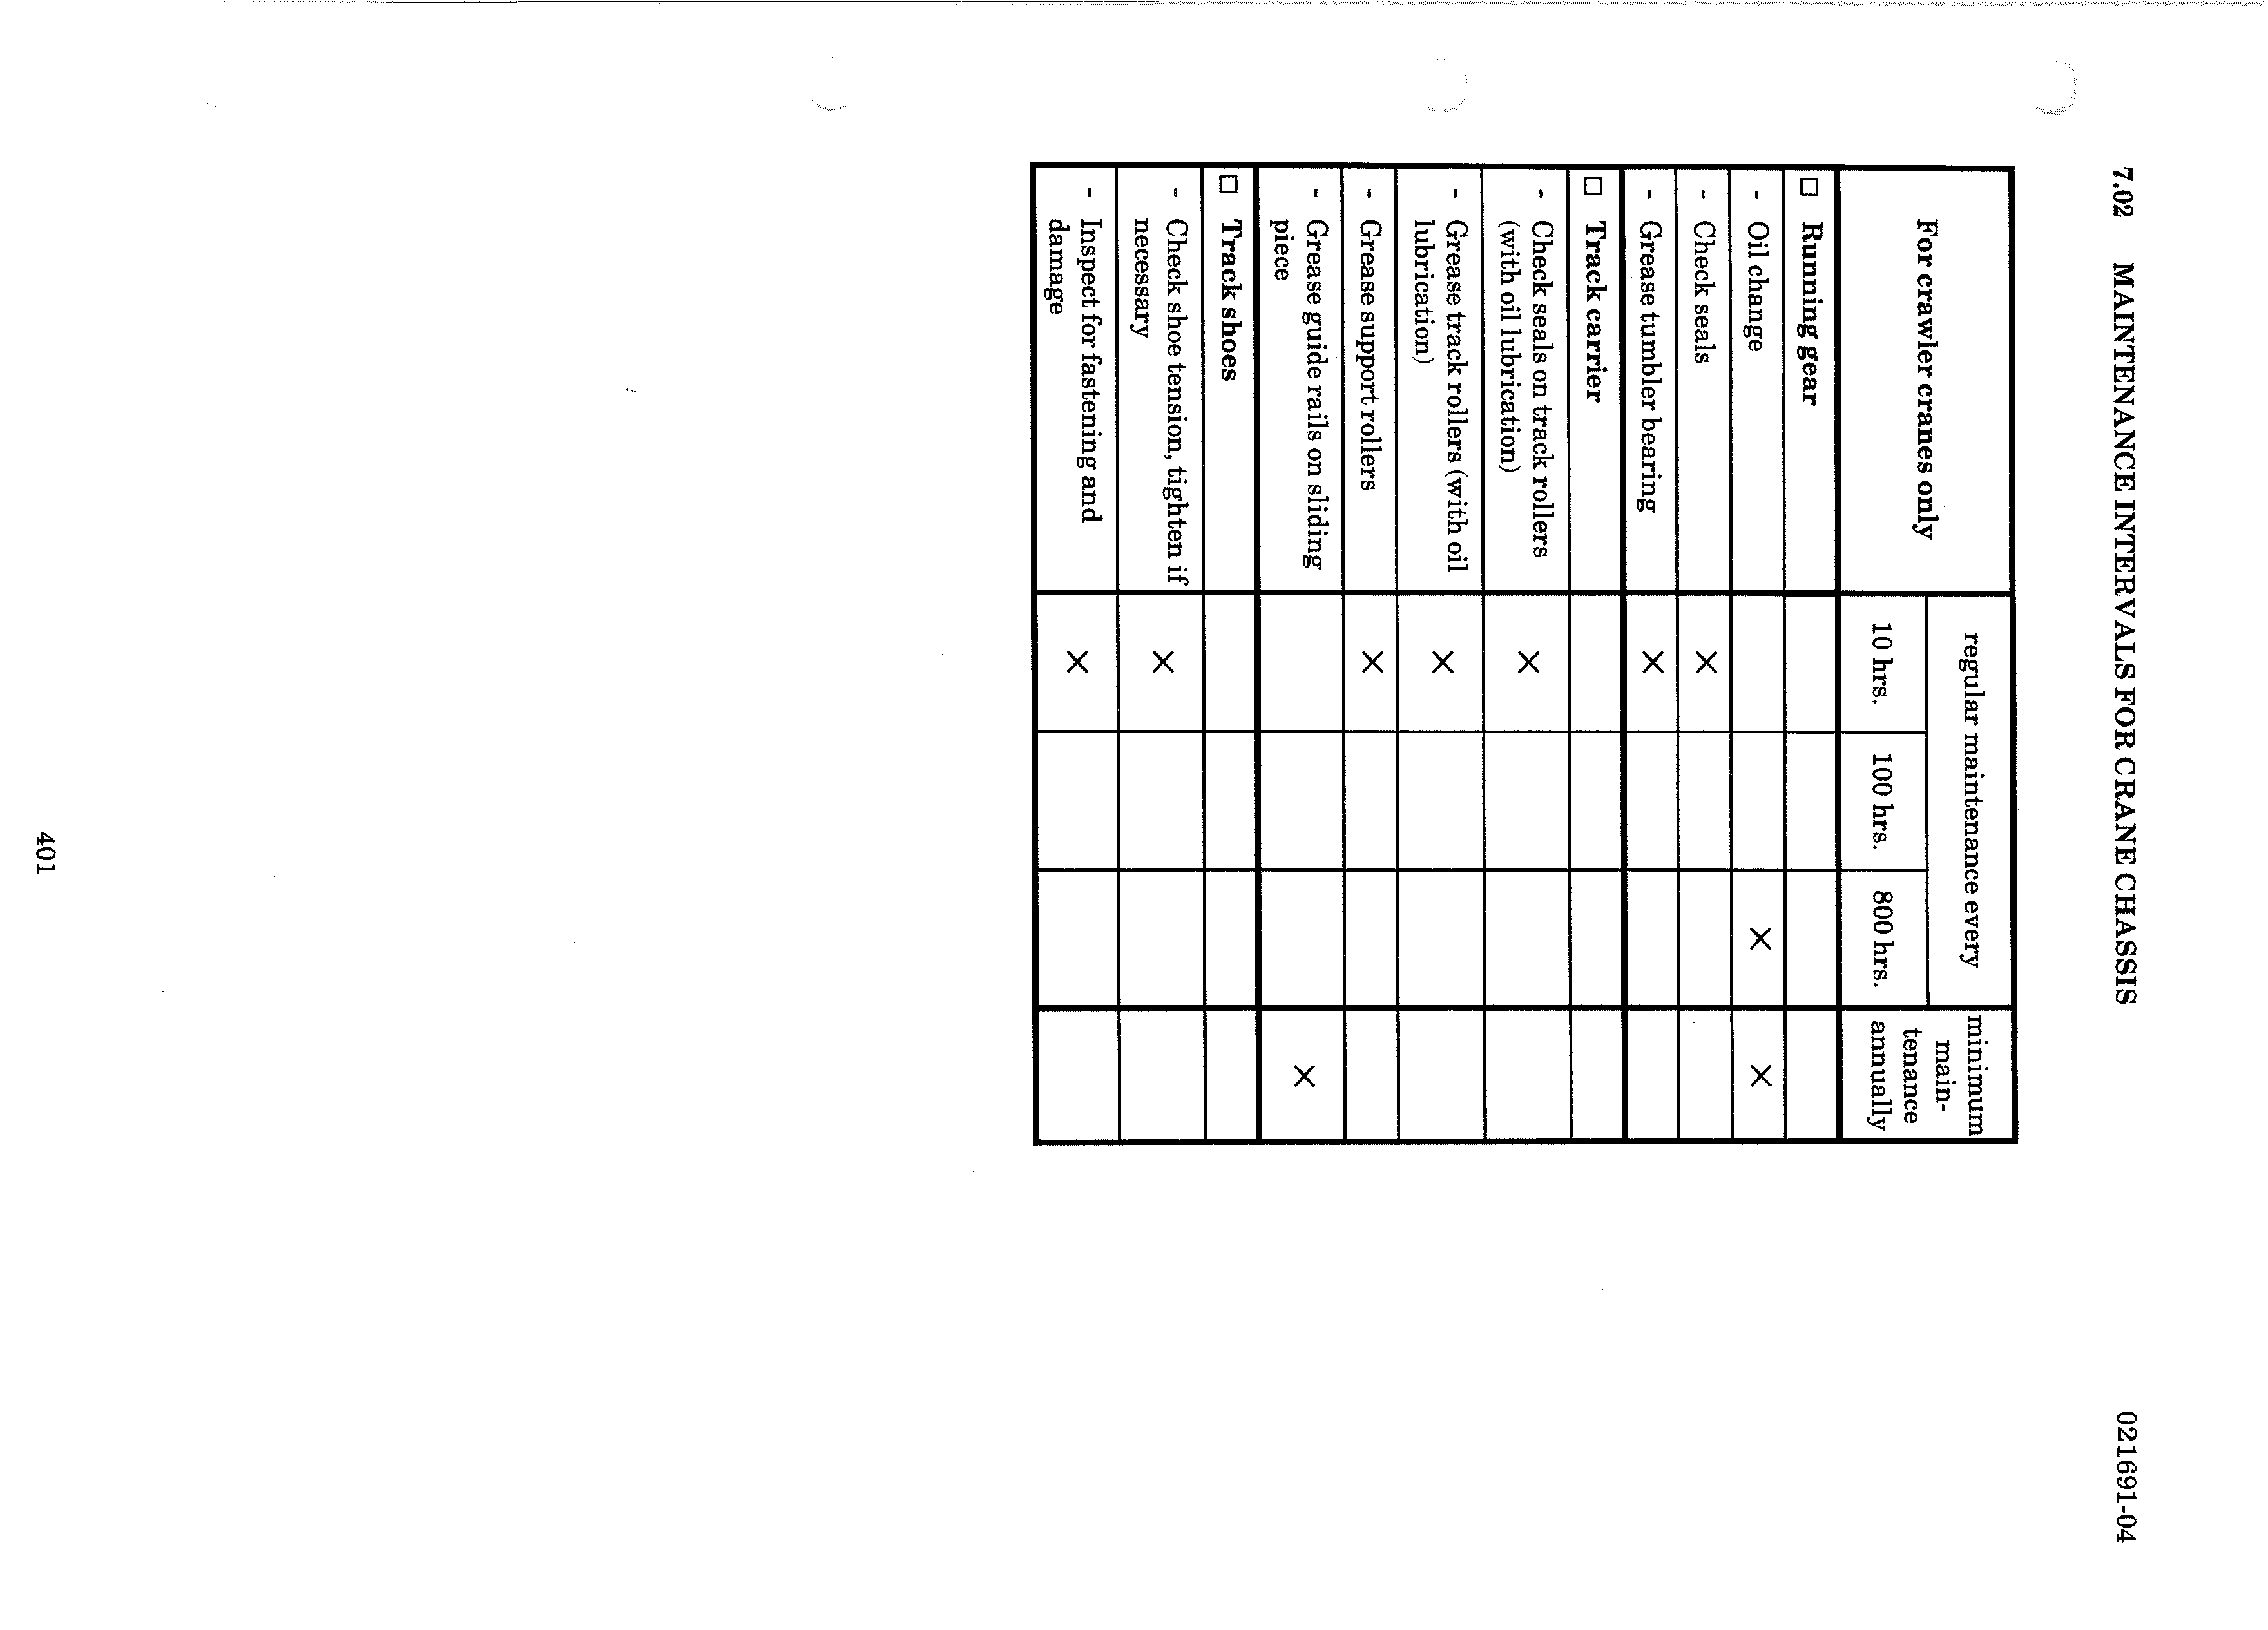 7.02 MAINTENANCE INTERVALS FOR CRANE CHASSIS
021691-04
For crawler cranes only
regular maintenance every
minimum
main-
tenance
annually
10 hrs.
100 hrs.
800 hrs.
□ Running gear
- Oil change × ×
- Check seals ×
- Grease tumbler bearing ×
□ Track carrier
- Check seals on track rollers
(with oil lubrication) ×
- Grease track rollers (with oil
lubrication) ×
- Grease support rollers ×
- Grease guide rails on sliding
piece ×
□ Track shoes
- Check shoe tension, tighten if
necessary ×
- Inspect for fastening and
damage ×
401